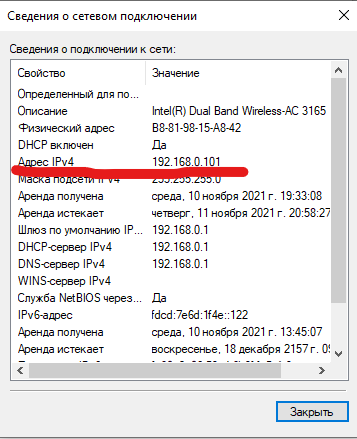 Сведения о сетевом подключении
Сведения о подключении к сети:
Свойство Значение
Определенный для по...
Описание Intel(R) Dual Band Wireless-AC 3165
Физический адрес B8-81-98-15-A8-42
DHCP включен Да
Адрес IPv4 192.168.0.101
Маска подсети IPv4 255.255.255.0
Аренда получена среда, 10 ноября 2021 г. 19:33:08
Аренда истекает четверг, 11 ноября 2021 г. 20:58:27
Шлюз по умолчанию IP... 192.168.0.1
DHCP-сервер IPv4 192.168.0.1
DNS-сервер IPv4 192.168.0.1
WINS-сервер IPv4
Служба NetBIOS через... Да
IPv6-адрес fdcd:7e6d:1f4e::122
Аренда получена среда, 10 ноября 2021 г. 13:45:07
Аренда истекает воскресенье, 18 декабря 2157 г. 09
Закрыть